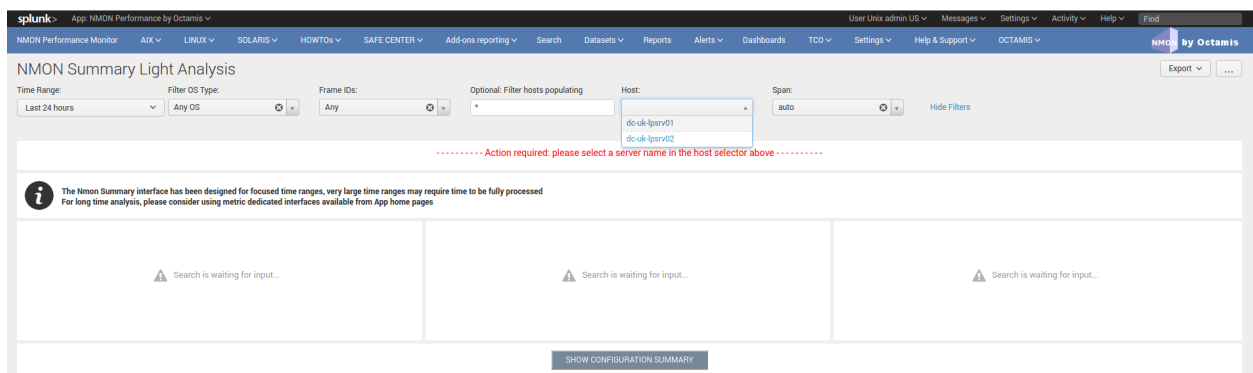 splunk> App: NMON Performance by Octamis User Unix admin US Messages Settings Activity Help Find
NMON Performance Monitor AIX LINUX SOLARIS HOWTOs SAFE CENTER Add-ons reporting Search Datasets Reports Alerts Dashboards TCO Settings Help & Support OCTAMIS NMON by Octamis
NMON Summary Light Analysis Export ...
Time Range: Filter OS Type: Frame IDs: Optional: Filter hosts populating Host: Span:
Last 24 hours Any OS Any * auto Hide Filters
dc-uk-lpsrv01
dc-uk-lpsrv02
---------- Action required: please select a server name in the host selector above ----------
The Nmon Summary interface has been designed for focused time ranges, very large time ranges may require time to be fully processed
For long time analysis, please consider using metric dedicated interfaces available from App home pages
Search is waiting for input... Search is waiting for input... Search is waiting for input...
SHOW CONFIGURATION SUMMARY